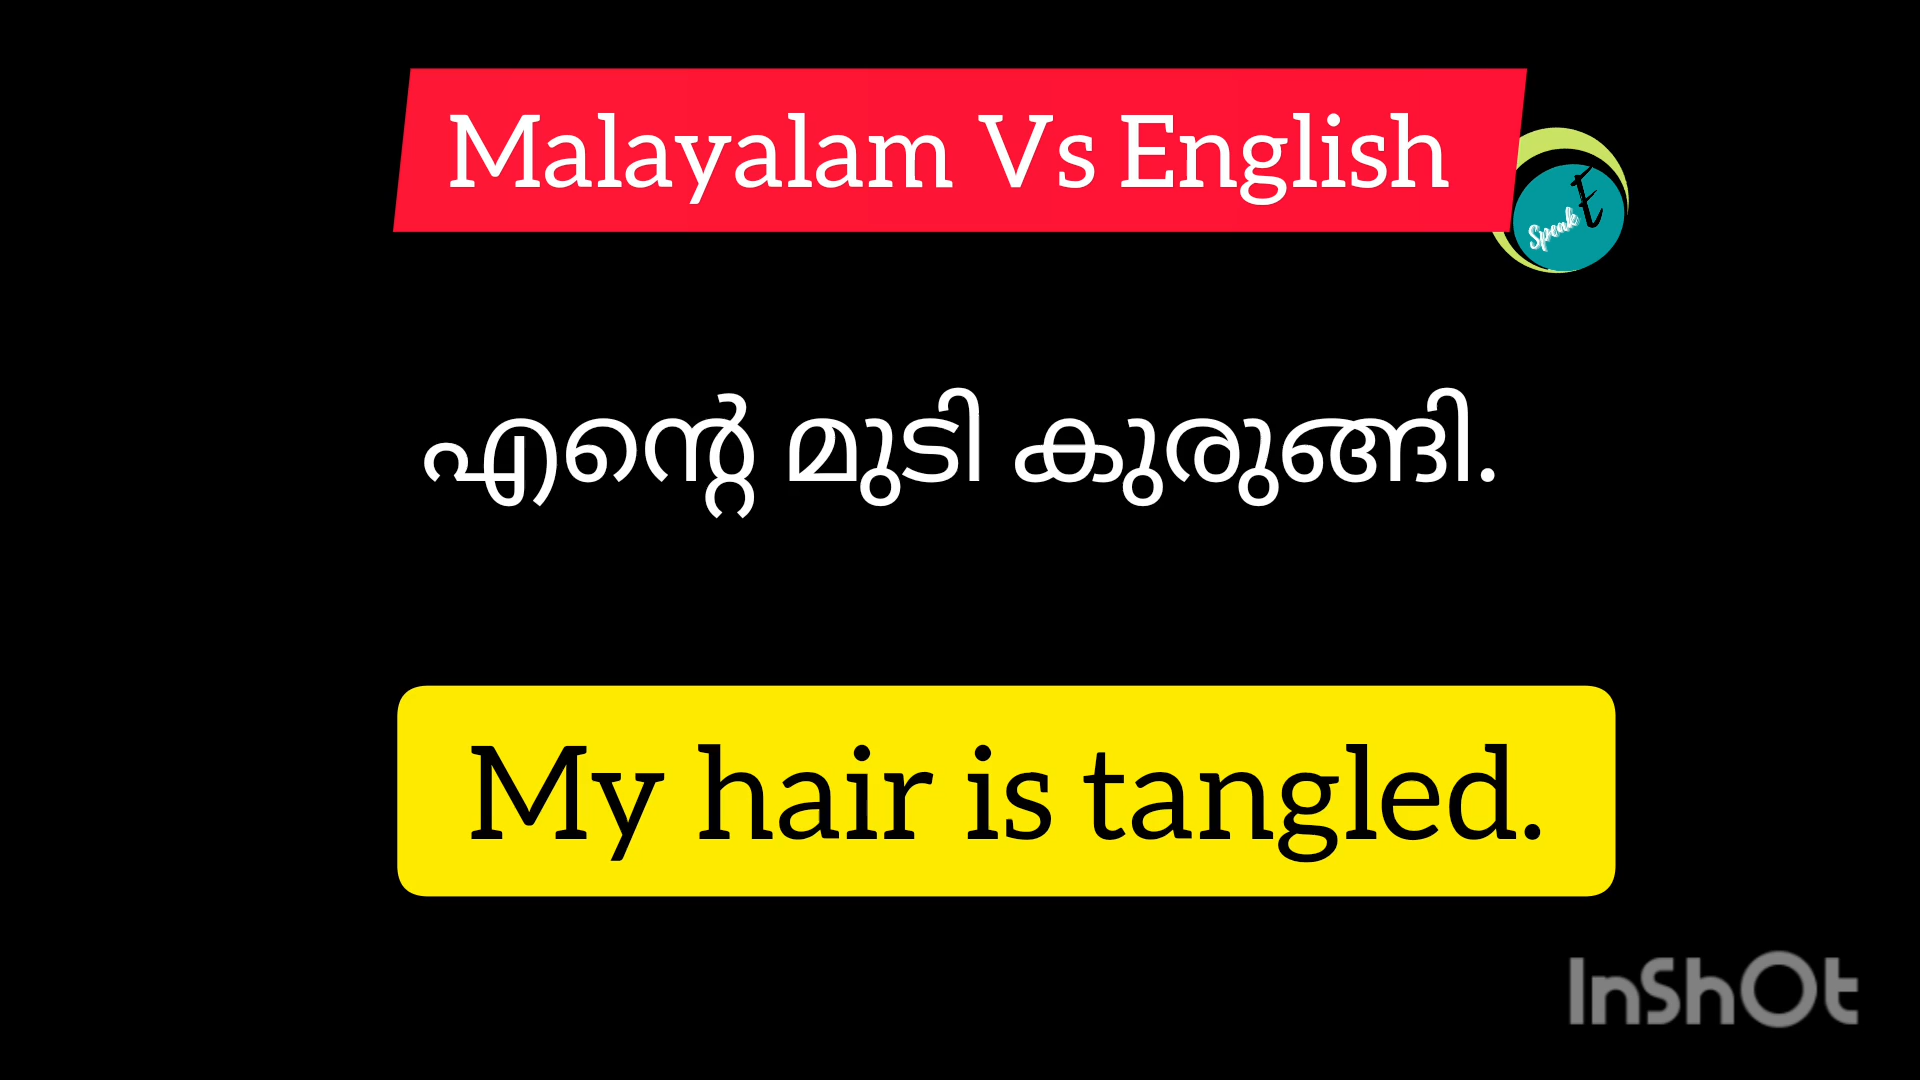 Malayalam Vs English
Speak E
എന്റെ മുടി കുരുങ്ങി.
My hair is tangled.
InShOt